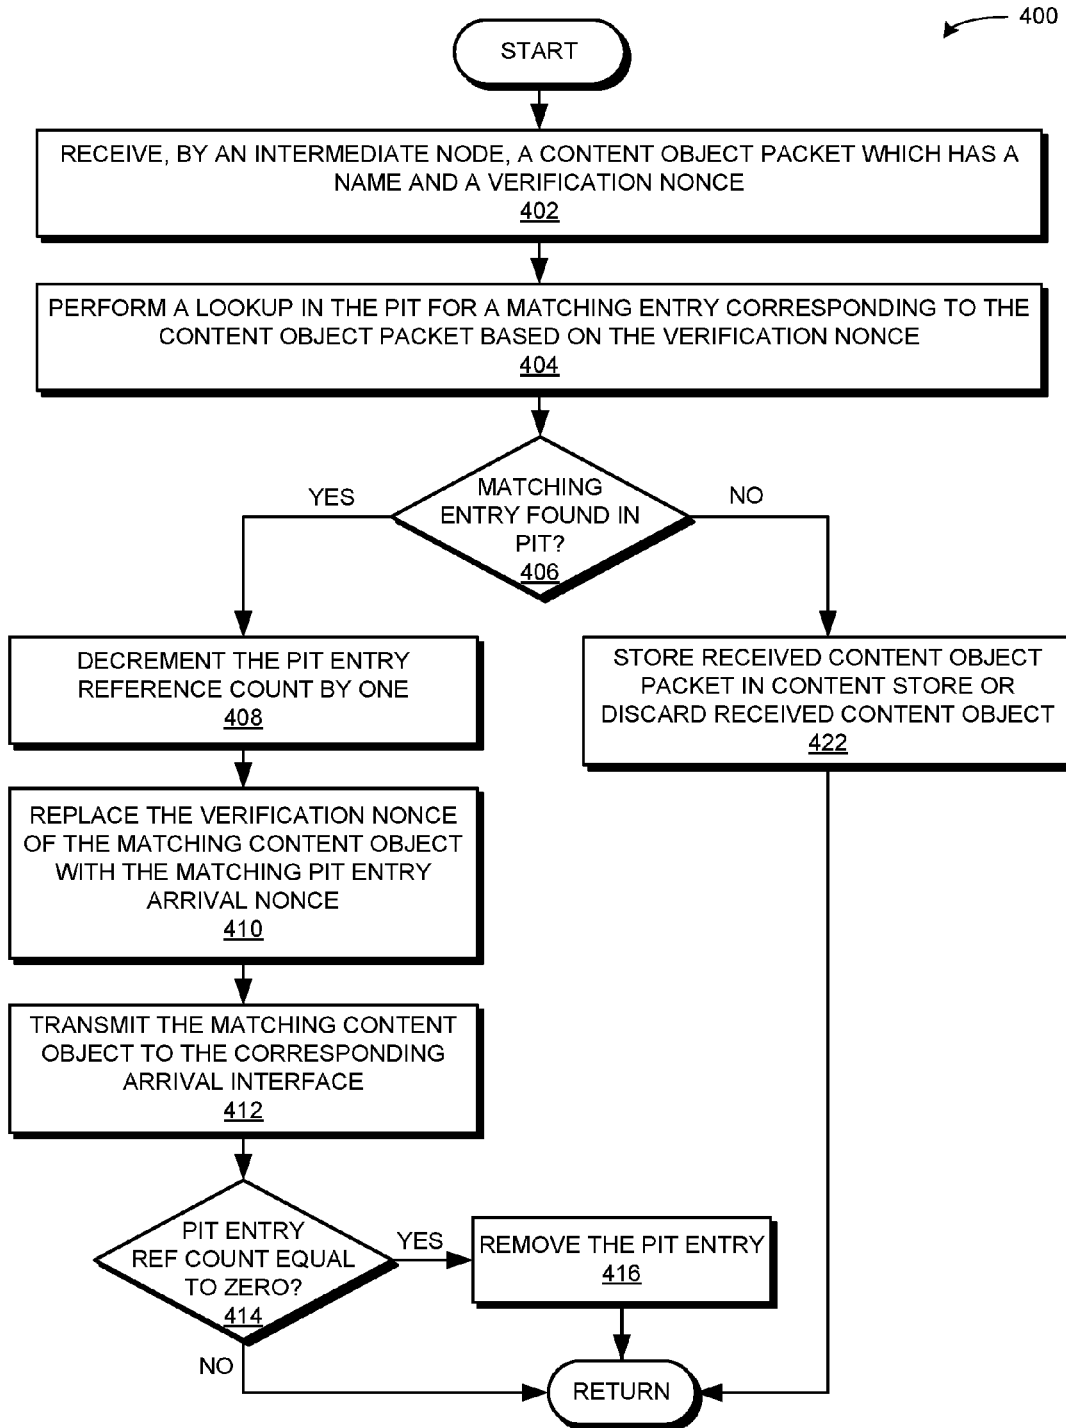 400
START
RECEIVE, BY AN INTERMEDIATE NODE, A CONTENT OBJECT PACKET WHICH HAS A
NAME AND A VERIFICATION NONCE
402
PERFORM A LOOKUP IN THE PIT FOR A MATCHING ENTRY CORRESPONDING TO THE
CONTENT OBJECT PACKET BASED ON THE VERIFICATION NONCE
404
MATCHING
ENTRY FOUND IN
PIT?
406
YES
NO
DECREMENT THE PIT ENTRY
REFERENCE COUNT BY ONE
408
STORE RECEIVED CONTENT OBJECT
PACKET IN CONTENT STORE OR
DISCARD RECEIVED CONTENT OBJECT
422
REPLACE THE VERIFICATION NONCE
OF THE MATCHING CONTENT OBJECT
WITH THE MATCHING PIT ENTRY
ARRIVAL NONCE
410
TRANSMIT THE MATCHING CONTENT
OBJECT TO THE CORRESPONDING
ARRIVAL INTERFACE
412
PIT ENTRY
REF COUNT EQUAL
TO ZERO?
414
YES
REMOVE THE PIT ENTRY
416
NO
RETURN